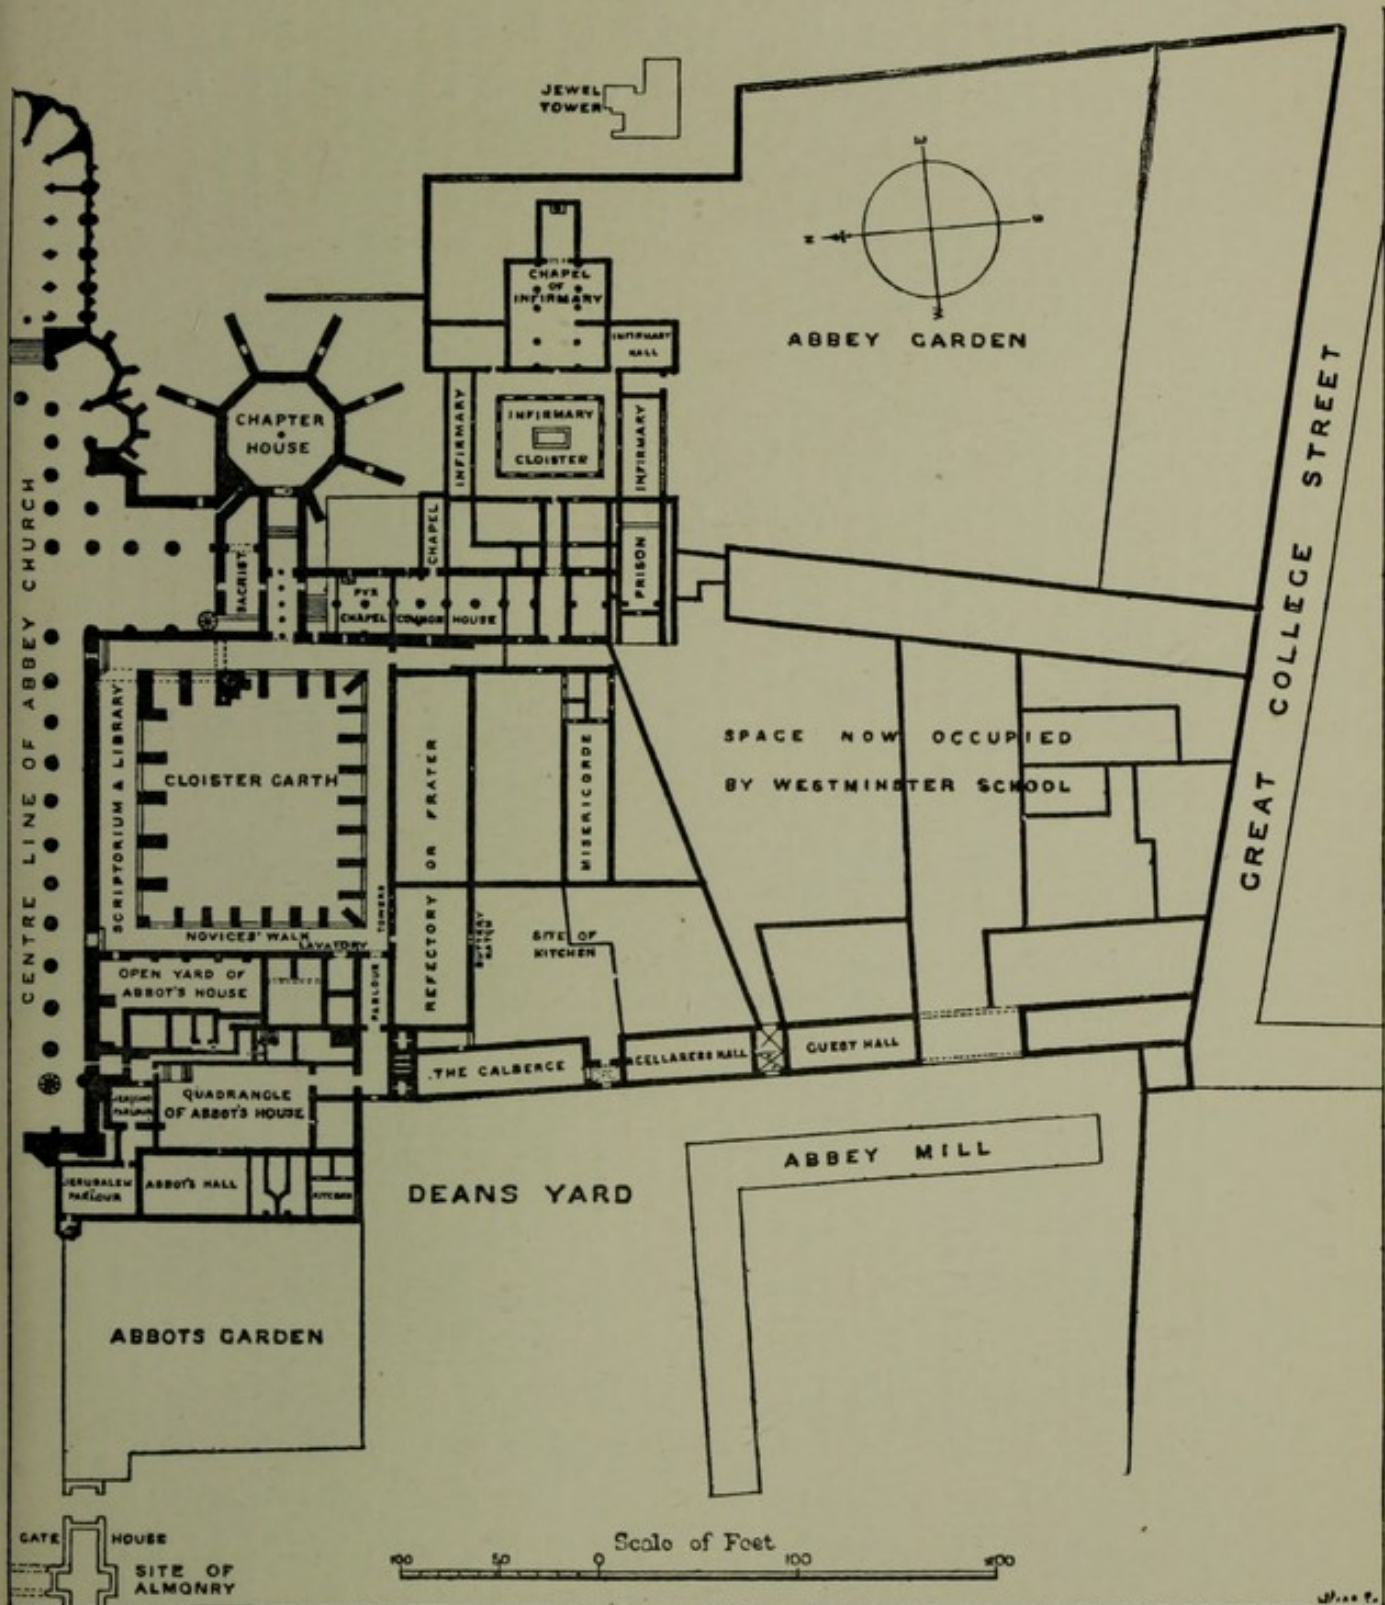 JEWEL
TOWER
E
N
S
W
ABBEY GARDEN
CHAPEL
OF
INFIRMARY
INFIRMARY
HALL
CHAPTER
HOUSE
INFIRMARY
INFIRMARY
CLOISTER
INFIRMARY
GREAT COLLEGE STREET
CENTRE LINE OF ABBEY CHURCH
SACRIST
CHAPEL
PRISON
PYX
CHAPEL
COMMON HOUSE
SCRIPTORIUM & LIBRARY
CLOISTER GARTH
REFECTORY OR FRATER
MISERICORDE
SPACE NOW OCCUPIED
BY WESTMINSTER SCHOOL
TOWERS
NOVICES' WALK
LAVATORY
BUTTERY
HATCH
SITE OF
KITCHEN
OPEN YARD OF
ABBOT'S HOUSE
PARLOUR
THE CALBERGE
CELLARERS HALL
GUEST HALL
QUADRANGLE
OF ABBOT'S HOUSE
ABBEY MILL
JERUSALEM
PARLOUR
ABBOT'S HALL
KITCHEN
DEANS YARD
ABBOTS GARDEN
GATE HOUSE
SITE OF
ALMONRY
Scale of Feet
100 50 0 100 200